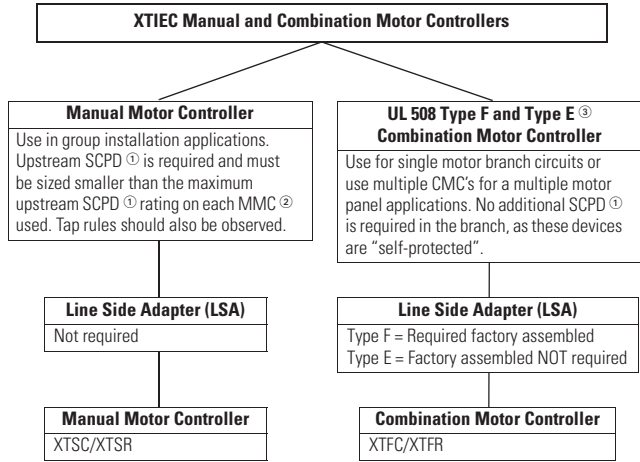 XTIEC Manual and Combination Motor Controllers
Manual Motor Controller
Use in group installation applications.
Upstream SCPD ① is required and must
be sized smaller than the maximum
upstream SCPD ① rating on each MMC ②
used. Tap rules should also be observed.
UL 508 Type F and Type E ③
Combination Motor Controller
Use for single motor branch circuits or
use multiple CMC's for a multiple motor
panel applications. No additional SCPD ①
is required in the branch, as these devices
are “self-protected”.
Line Side Adapter (LSA)
Not required
Line Side Adapter (LSA)
Type F = Required factory assembled
Type E = Factory assembled NOT required
Manual Motor Controller
XTSC/XTSR
Combination Motor Controller
XTFC/XTFR